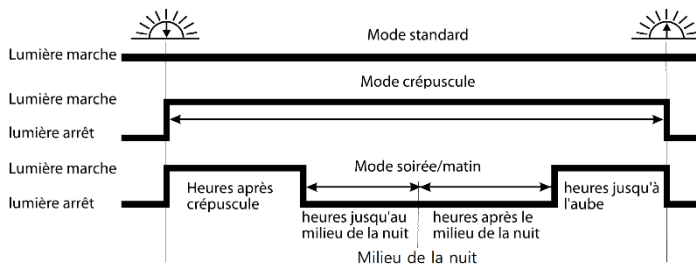 Mode standard
Lumière marche
Mode crépuscule
Lumière marche
lumière arrêt
Mode soirée/matin
Lumière marche
Heures après
crépuscule
heures jusqu'à
l'aube
lumière arrêt
heures jusqu'au
milieu de la nuit
heures après le
milieu de la nuit
Milieu de la nuit